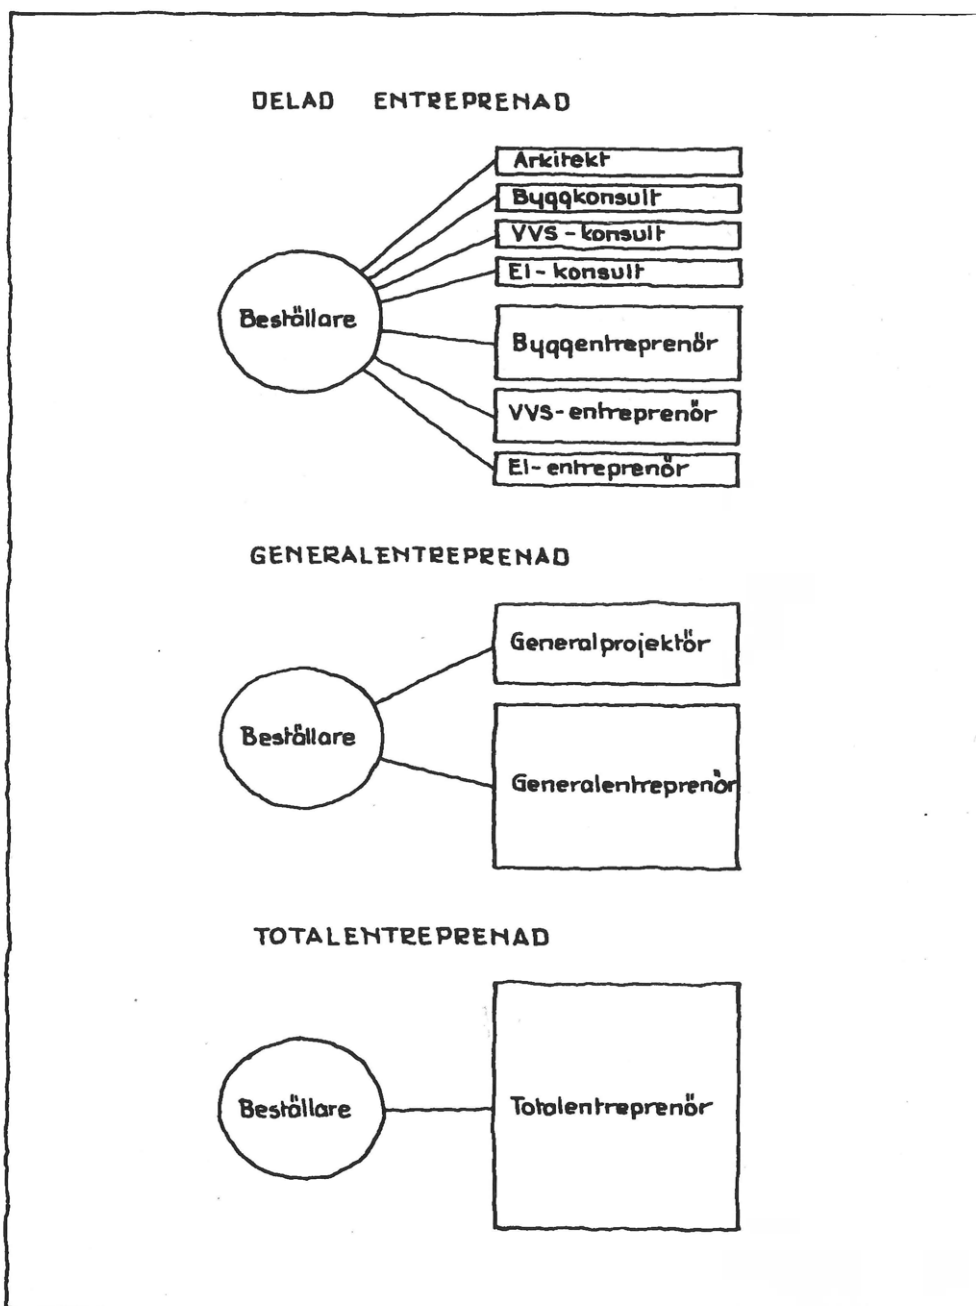 DELAD ENTREPRENAD
Arkitekt
Byggkonsult
VVS-konsult
El-konsult
Beställare
Byggentreprenör
VVS-entreprenör
El-entreprenör
GENERALENTREPRENAD
Generalprojektör
Beställare
Generalentreprenör
TOTALENTREPRENAD
Beställare
Totalentreprenör